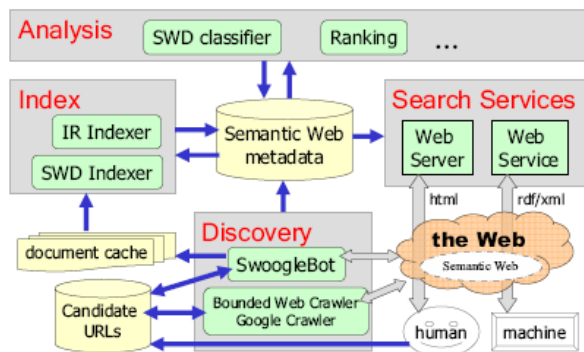 Analysis
SWD classifier
Ranking
...
Index
IR Indexer
SWD Indexer
Semantic Web
metadata
Search Services
Web
Server
Web
Service
html
rdf/xml
document cache
Discovery
SwoogleBot
Bounded Web Crawler
Google Crawler
the Web
Semantic Web
Candidate
URLs
human
machine